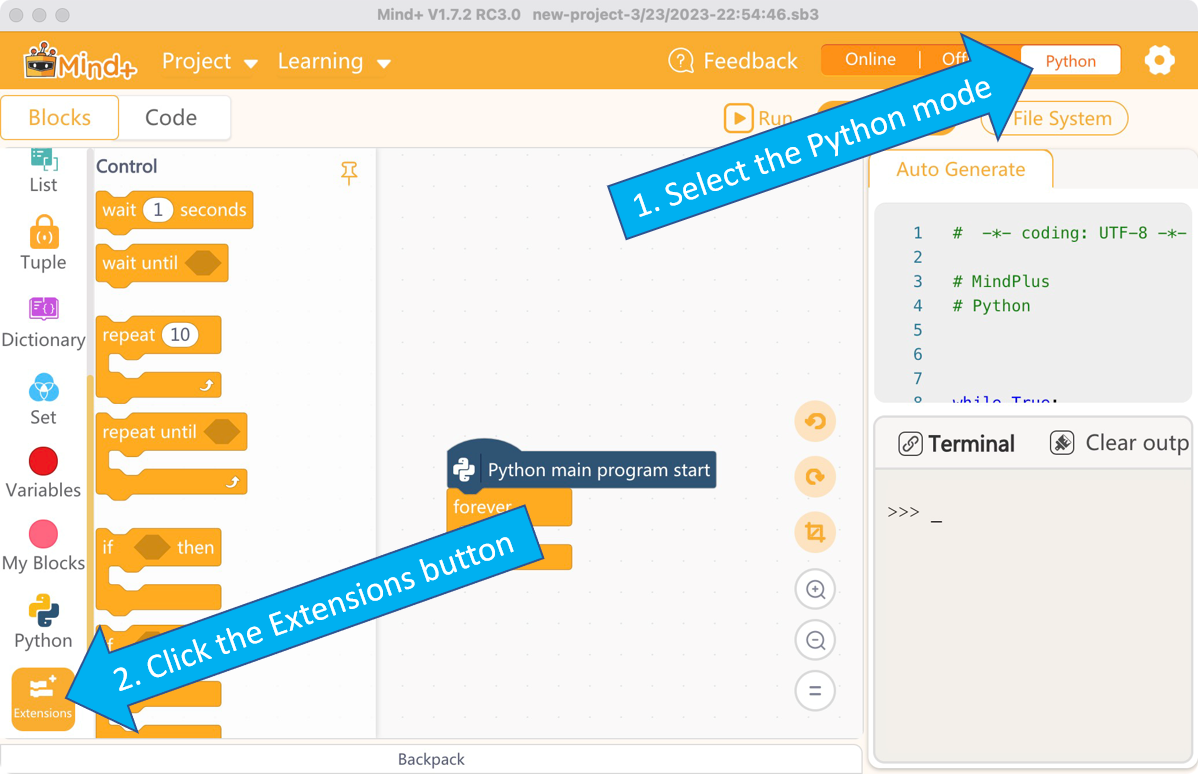 Mind+ V1.7.2 RC3.0 new-project-3/23/2023-22:54:46.sb3
Mind+ Project Learning Feedback Online Off Python
Blocks Code Run File System
1. Select the Python mode
List
Tuple
Dictionary
Set
Variables
My Blocks
Python
Extensions
Control
wait 1 seconds
wait until
repeat 10
repeat until
if then
if
Python main program start
forever
2. Click the Extensions button
Auto Generate
1 # -*- coding: UTF-8 -*-
2
3 # MindPlus
4 # Python
5
6
7
8 while True:
Terminal Clear outp
>>> _
Backpack